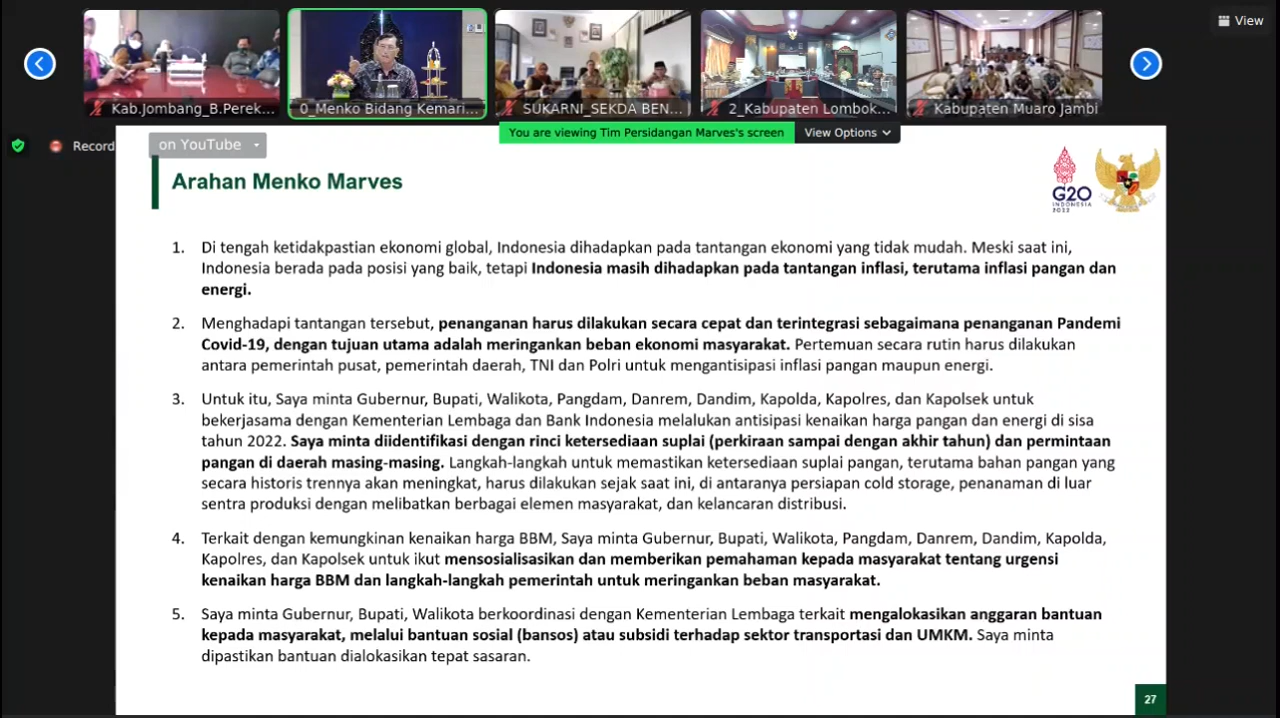 View
Kab.Jombang_B.Perek...
0_Menko Bidang Kemari...
SUKARNI_SEKDA BEN...
2_Kabupaten Lombok...
Kabupaten Muaro Jambi
You are viewing Tim Persidangan Marves's screen
View Options
Record
on YouTube
Arahan Menko Marves
G20
INDONESIA
2022
1. Di tengah ketidakpastian ekonomi global, Indonesia dihadapkan pada tantangan ekonomi yang tidak mudah. Meski saat ini,
Indonesia berada pada posisi yang baik, tetapi Indonesia masih dihadapkan pada tantangan inflasi, terutama inflasi pangan dan
energi.
2. Menghadapi tantangan tersebut, penanganan harus dilakukan secara cepat dan terintegrasi sebagaimana penanganan Pandemi
Covid-19, dengan tujuan utama adalah meringankan beban ekonomi masyarakat. Pertemuan secara rutin harus dilakukan
antara pemerintah pusat, pemerintah daerah, TNI dan Polri untuk mengantisipasi inflasi pangan maupun energi.
3. Untuk itu, Saya minta Gubernur, Bupati, Walikota, Pangdam, Danrem, Dandim, Kapolda, Kapolres, dan Kapolsek untuk
bekerjasama dengan Kementerian Lembaga dan Bank Indonesia melalukan antisipasi kenaikan harga pangan dan energi di sisa
tahun 2022. Saya minta diidentifikasi dengan rinci ketersediaan suplai (perkiraan sampai dengan akhir tahun) dan permintaan
pangan di daerah masing-masing. Langkah-langkah untuk memastikan ketersediaan suplai pangan, terutama bahan pangan yang
secara historis trennya akan meningkat, harus dilakukan sejak saat ini, di antaranya persiapan cold storage, penanaman di luar
sentra produksi dengan melibatkan berbagai elemen masyarakat, dan kelancaran distribusi.
4. Terkait dengan kemungkinan kenaikan harga BBM, Saya minta Gubernur, Bupati, Walikota, Pangdam, Danrem, Dandim, Kapolda,
Kapolres, dan Kapolsek untuk ikut mensosialisasikan dan memberikan pemahaman kepada masyarakat tentang urgensi
kenaikan harga BBM dan langkah-langkah pemerintah untuk meringankan beban masyarakat.
5. Saya minta Gubernur, Bupati, Walikota berkoordinasi dengan Kementerian Lembaga terkait mengalokasikan anggaran bantuan
kepada masyarakat, melalui bantuan sosial (bansos) atau subsidi terhadap sektor transportasi dan UMKM. Saya minta
dipastikan bantuan dialokasikan tepat sasaran.
27